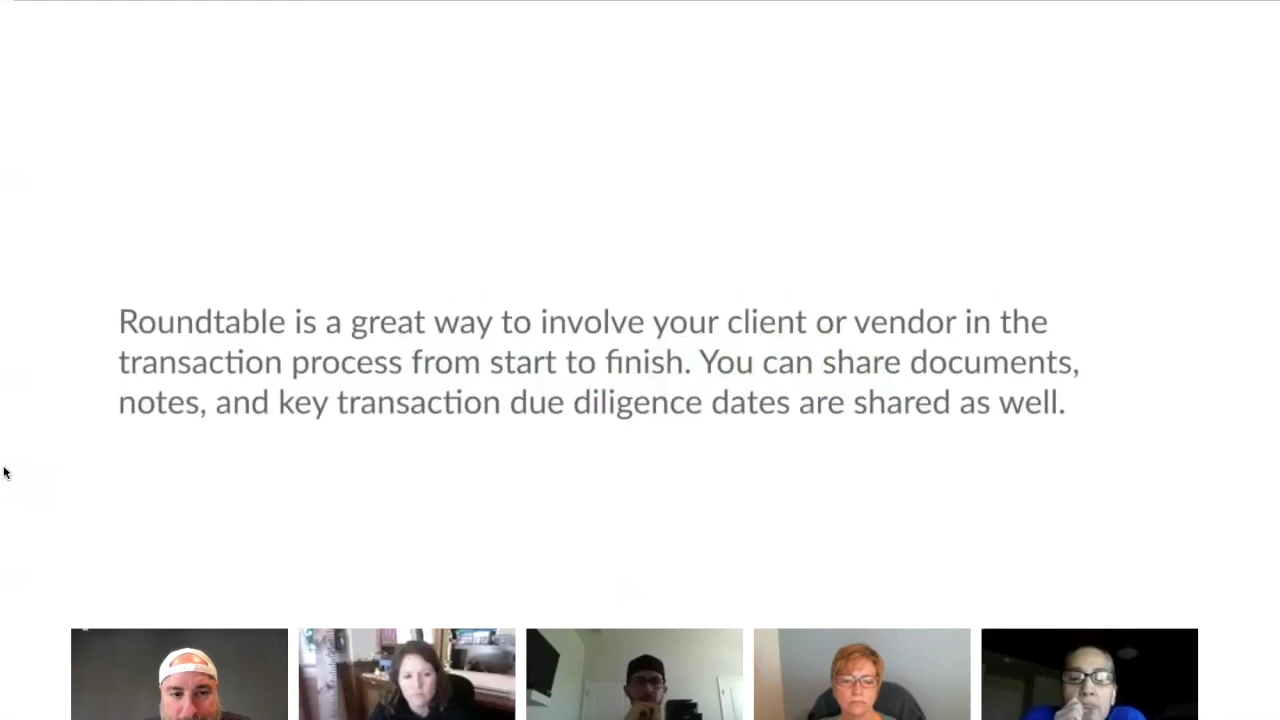 Roundtable is a great way to involve your client or vendor in the
transaction process from start to finish. You can share documents,
notes, and key transaction due diligence dates are shared as well.